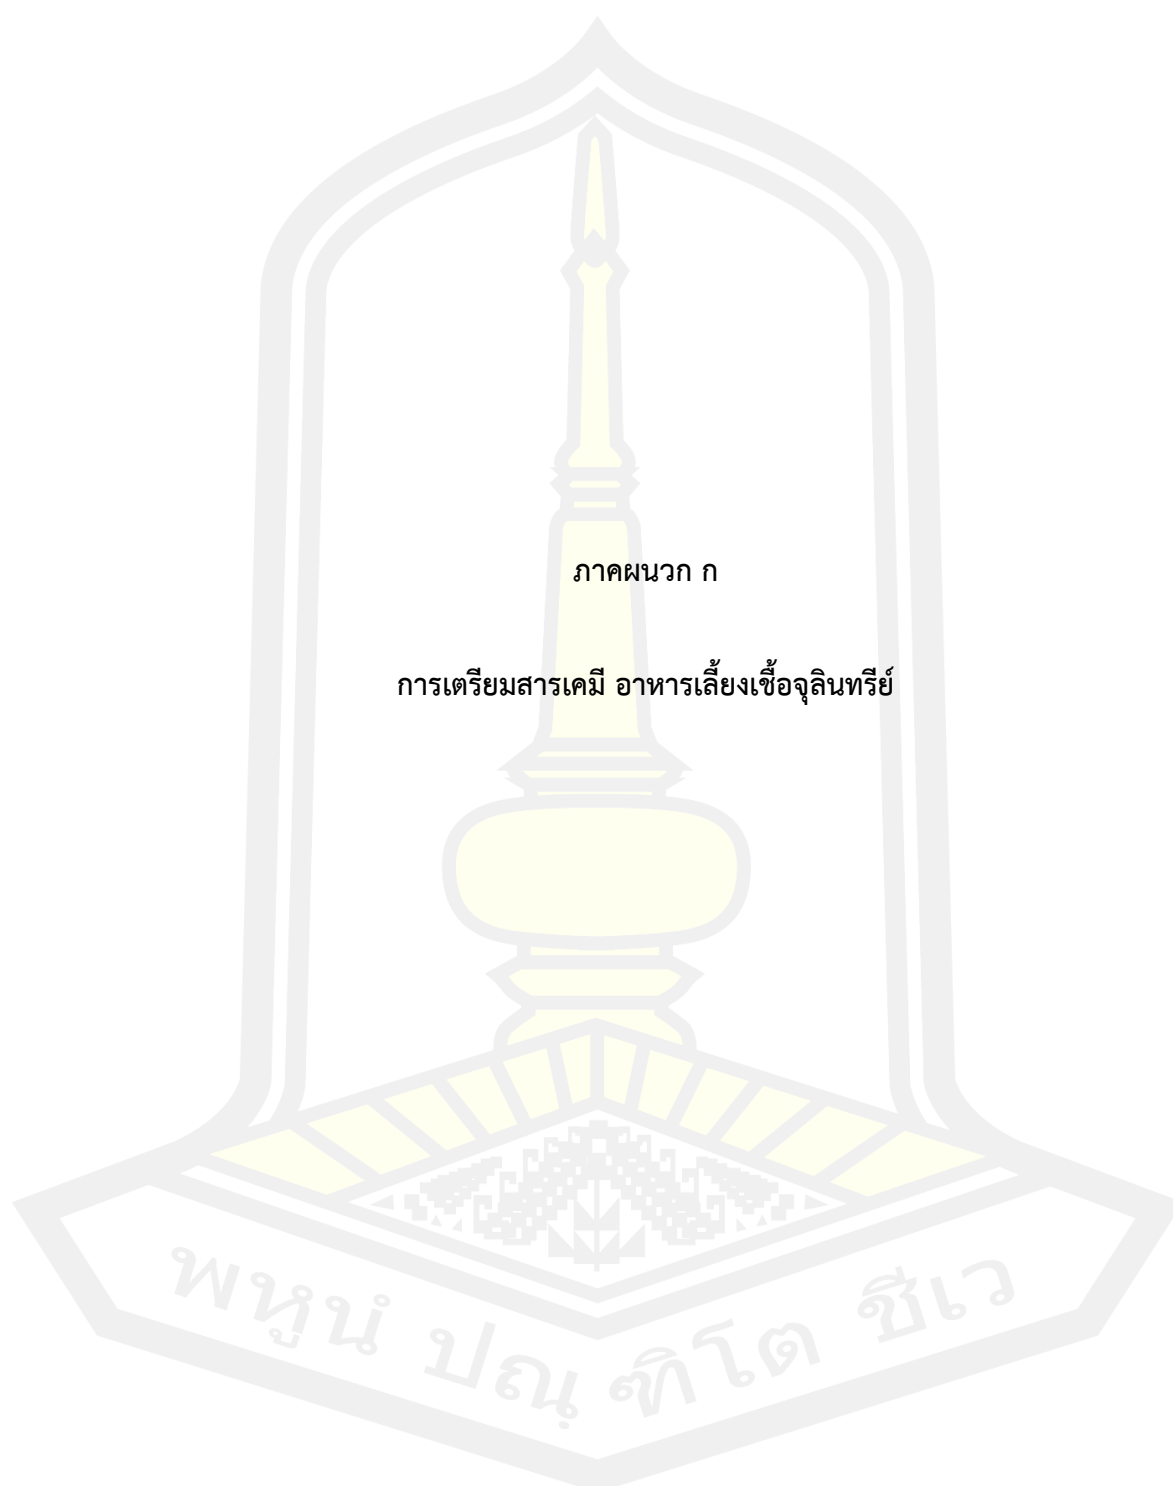 ภาคผนวก ก
การเตรียมสารเคมี อาหารเลี้ยงเชื้อจุลินทรีย์
พหูนํ ปณฺ ฑิโต ชีเว